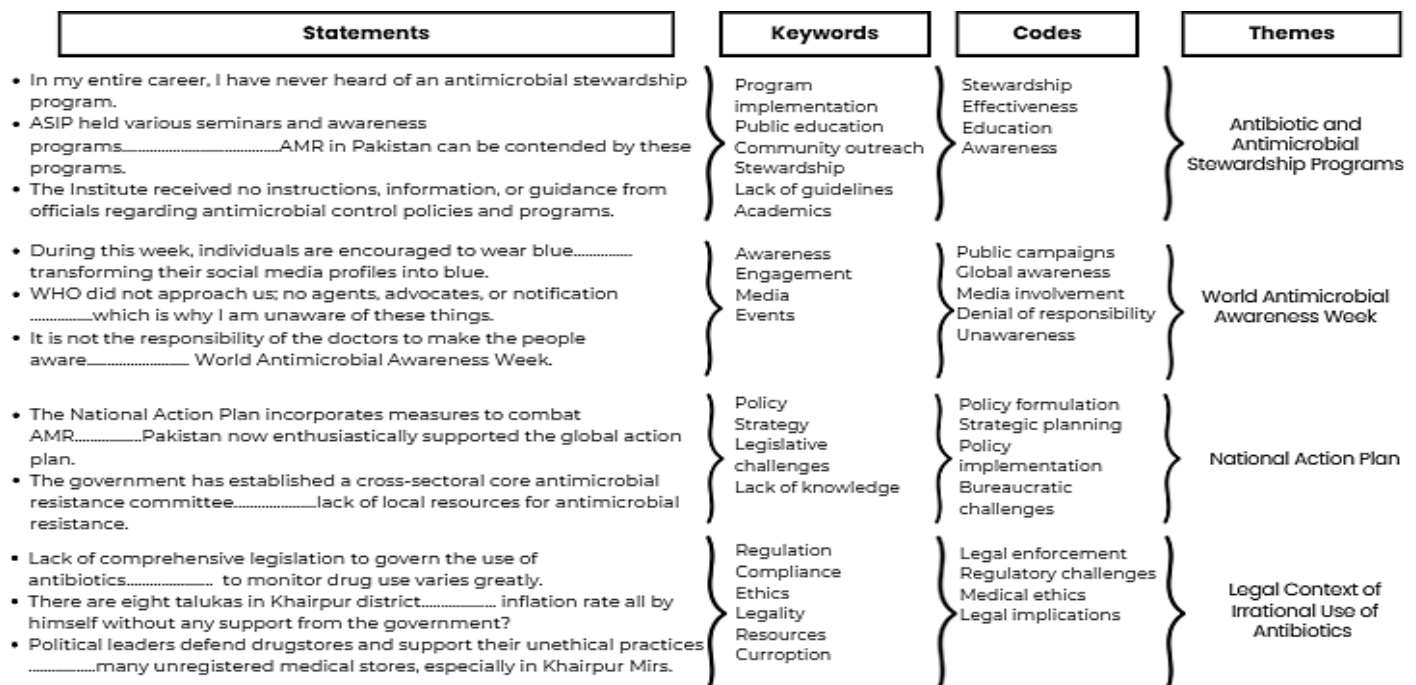 Statements
Keywords
Codes
Themes
• In my entire career, I have never heard of an antimicrobial stewardship
program.
• ASIP held various seminars and awareness
programs..............................AMR in Pakistan can be contended by these
programs.
• The Institute received no instructions, information, or guidance from
officials regarding antimicrobial control policies and programs.
Program
implementation
Public education
Community outreach
Stewardship
Lack of guidelines
Academics
Stewardship
Effectiveness
Education
Awareness
Antibiotic and
Antimicrobial
Stewardship Programs
• During this week, individuals are encouraged to wear blue..............
transforming their social media profiles into blue.
• WHO did not approach us; no agents, advocates, or notification
..............which is why I am unaware of these things.
• It is not the responsibility of the doctors to make the people
aware........................ World Antimicrobial Awareness Week.
Awareness
Engagement
Media
Events
Public campaigns
Global awareness
Media involvement
Denial of responsibility
Unawareness
World Antimicrobial
Awareness Week
• The National Action Plan incorporates measures to combat
AMR................Pakistan now enthusiastically supported the global action
plan.
• The government has established a cross-sectoral core antimicrobial
resistance committee....................lack of local resources for antimicrobial
resistance.
Policy
Strategy
Legislative
challenges
Lack of knowledge
Policy formulation
Strategic planning
Policy
implementation
Bureaucratic
challenges
National Action Plan
• Lack of comprehensive legislation to govern the use of
antibiotics.................... to monitor drug use varies greatly.
• There are eight talukas in Khairpur district.................. inflation rate all by
himself without any support from the government?
• Political leaders defend drugstores and support their unethical practices
................many unregistered medical stores, especially in Khairpur Mirs.
Regulation
Compliance
Ethics
Legality
Resources
Curroption
Legal enforcement
Regulatory challenges
Medical ethics
Legal implications
Legal Context of
Irrational Use of
Antibiotics